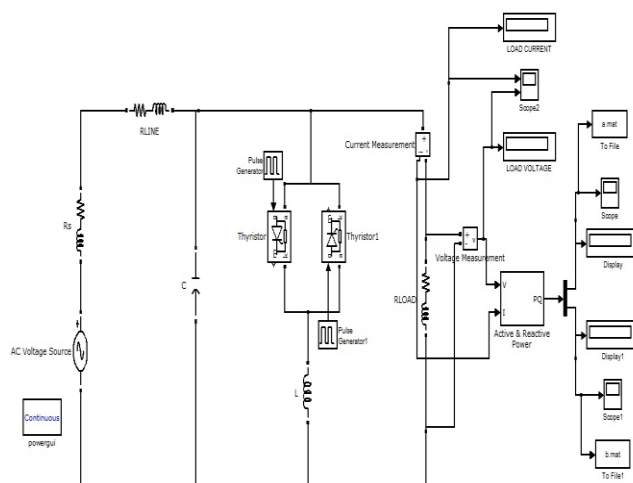 LOAD CURRENT
Scope2
a.mat
To File
RLINE
Current Measurement
Pulse
Generator
LOAD VOLTAGE
Scope
Rs
Thyristor
Thyristor1
+
-
v
Voltage Measurement
Display
C
RLOAD
V
I
PQ
Active & Reactive
Power
AC Voltage Source
Pulse
Generator1
Display1
L
Scope1
Continuous
powergui
b.mat
To File1